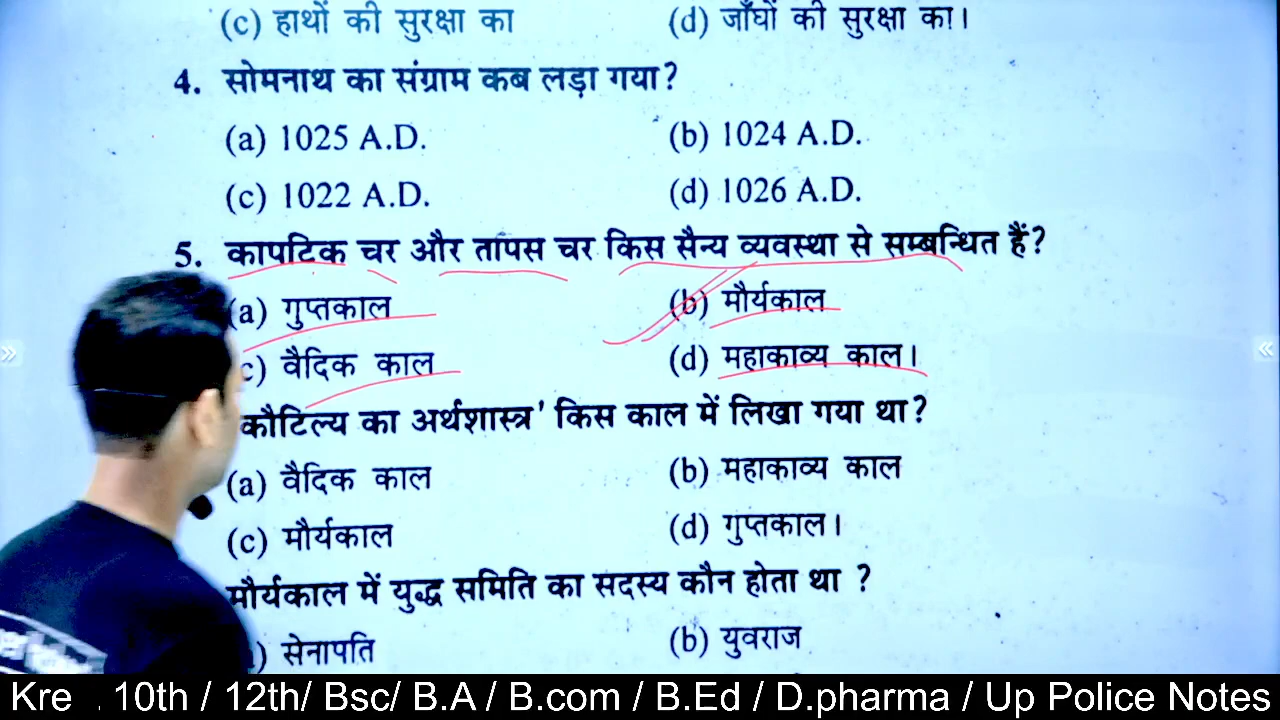 (c) हाथों की सुरक्षा का (d) जाँघों की सुरक्षा का।
4. सोमनाथ का संग्राम कब लड़ा गया?
(a) 1025 A.D. (b) 1024 A.D.
(c) 1022 A.D. (d) 1026 A.D.
5. कापटिक चर और तापस चर किस सैन्य व्यवस्था से सम्बन्धित हैं?
(a) गुप्तकाल (b) मौर्यकाल
c) वैदिक काल (d) महाकाव्य काल।
कौटिल्य का अर्थशास्त्र' किस काल में लिखा गया था?
(a) वैदिक काल (b) महाकाव्य काल
(c) मौर्यकाल (d) गुप्तकाल।
मौर्यकाल में युद्ध समिति का सदस्य कौन होता था ?
) सेनापति (b) युवराज
Kre . 10th / 12th/ Bsc/ B.A / B.com / B.Ed / D.pharma / Up Police Notes